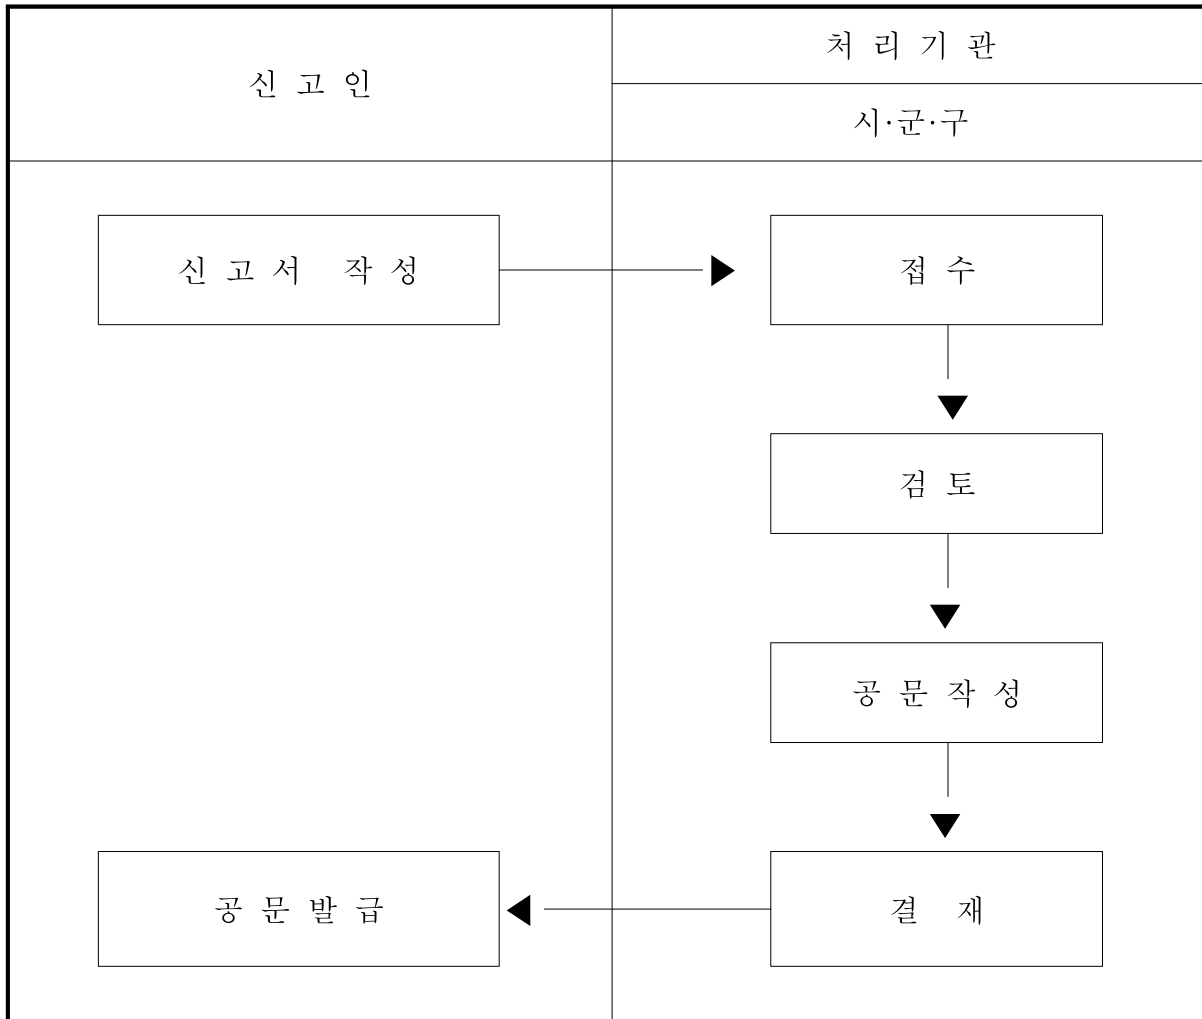 신 고 인
처 리 기 관
시·군·구
신 고 서 작 성
접 수
검 토
공 문 작 성
공 문 발 급
결 재